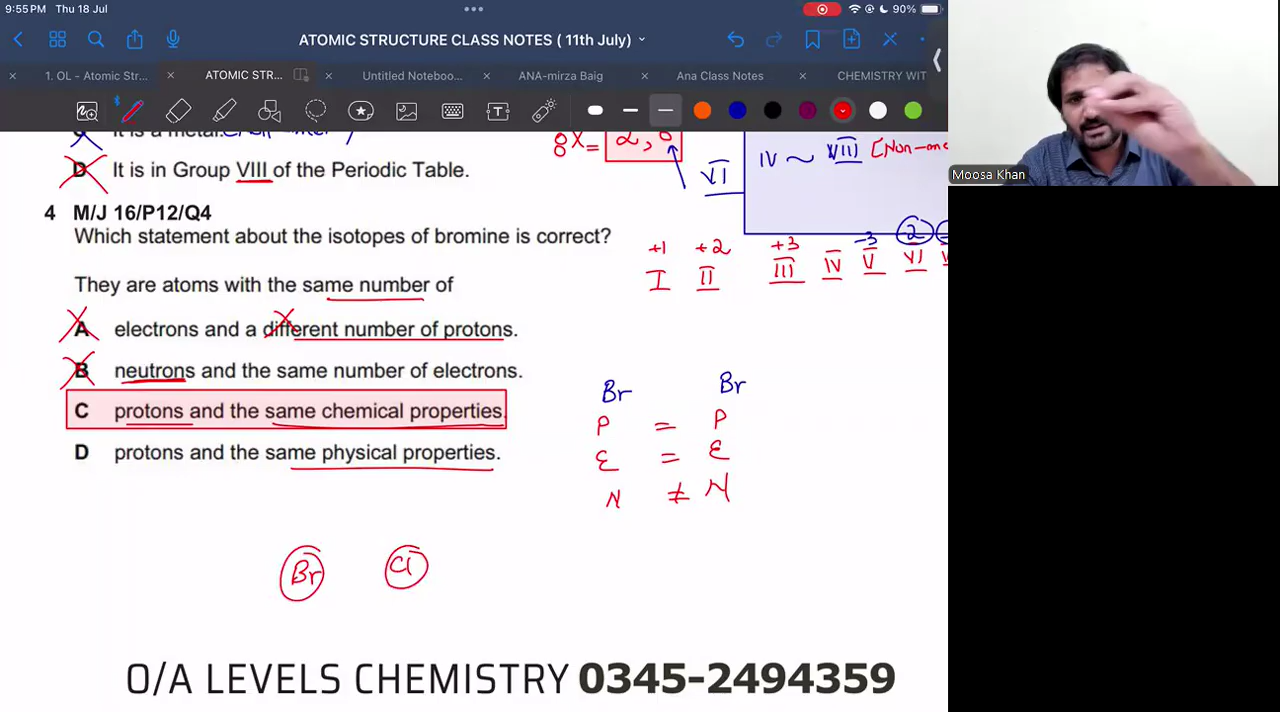 9:55PM Thu 18 Jul
90%
ATOMIC STRUCTURE CLASS NOTES ( 11th July)
1. OL - Atomic Str...
ATOMIC STR...
Untitled Noteboo...
ANA-mirza Baig
Ana Class Notes
CHEMISTRY WIT
It is a metal.
D It is in Group VIII of the Periodic Table.
8X= 2, 6
VI
IV ~ VIII [Non-me
+1 +2 +3 -3 2
I II III IV V VI
4 M/J 16/P12/Q4
Which statement about the isotopes of bromine is correct?
They are atoms with the same number of
A electrons and a different number of protons.
B neutrons and the same number of electrons.
C protons and the same chemical properties.
D protons and the same physical properties.
Br Br
P = P
E = E
N ≠ N
Br Cl
O/A LEVELS CHEMISTRY 0345-2494359
Moosa Khan